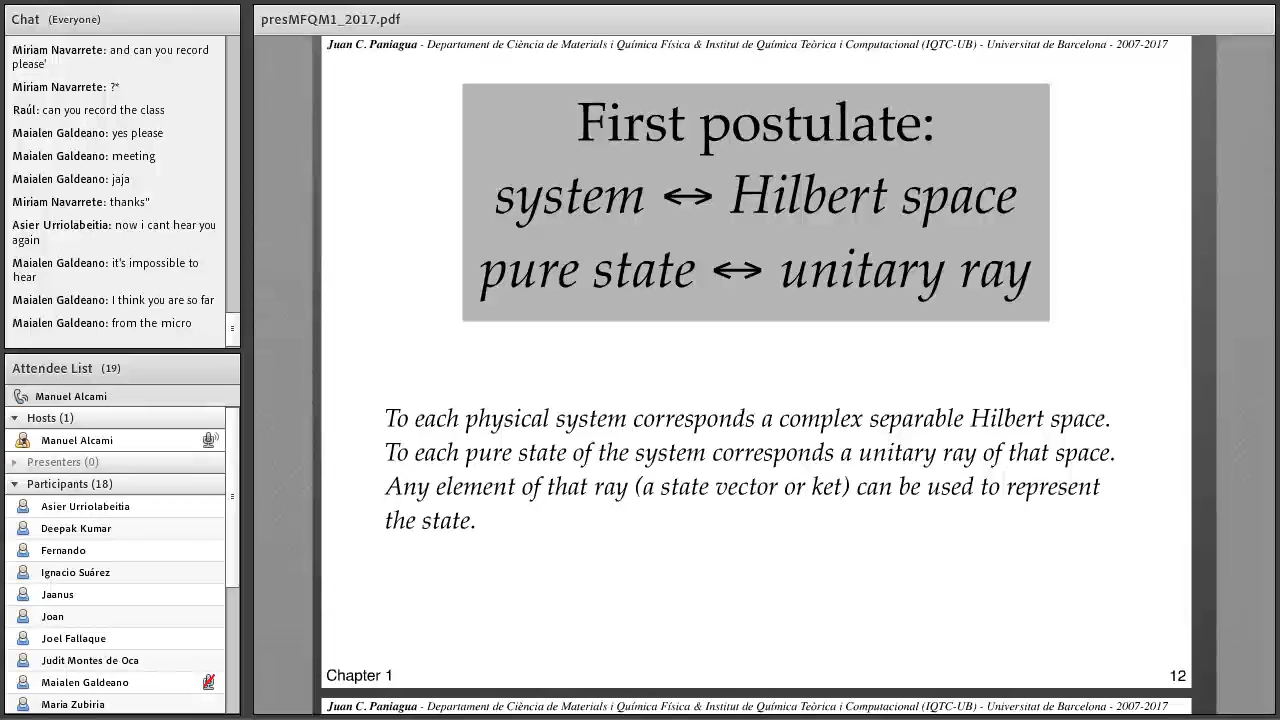 Chat (Everyone)
Miriam Navarrete: and can you record
please'
Miriam Navarrete: ?*
Raúl: can you record the class
Maialen Galdeano: yes please
Maialen Galdeano: meeting
Maialen Galdeano: jaja
Miriam Navarrete: thanks"
Asier Urriolabeitia: now i cant hear you
again
Maialen Galdeano: it's impossible to
hear
Maialen Galdeano: I think you are so far
Maialen Galdeano: from the micro
Attendee List (19)
Manuel Alcami
Hosts (1)
Manuel Alcami
Presenters (0)
Participants (18)
Asier Urriolabeitia
Deepak Kumar
Fernando
Ignacio Suárez
Jaanus
Joan
Joel Fallaque
Judit Montes de Oca
Maialen Galdeano
Maria Zubiria
presMFQM1_2017.pdf
Juan C. Paniagua - Departament de Ciència de Materials i Química Física & Institut de Química Teòrica i Computacional (IQTC-UB) - Universitat de Barcelona - 2007-2017
First postulate:
system ↔ Hilbert space
pure state ↔ unitary ray
To each physical system corresponds a complex separable Hilbert space.
To each pure state of the system corresponds a unitary ray of that space.
Any element of that ray (a state vector or ket) can be used to represent
the state.
Chapter 1
12
Juan C. Paniagua - Departament de Ciència de Materials i Química Física & Institut de Química Teòrica i Computacional (IQTC-UB) - Universitat de Barcelona - 2007-2017